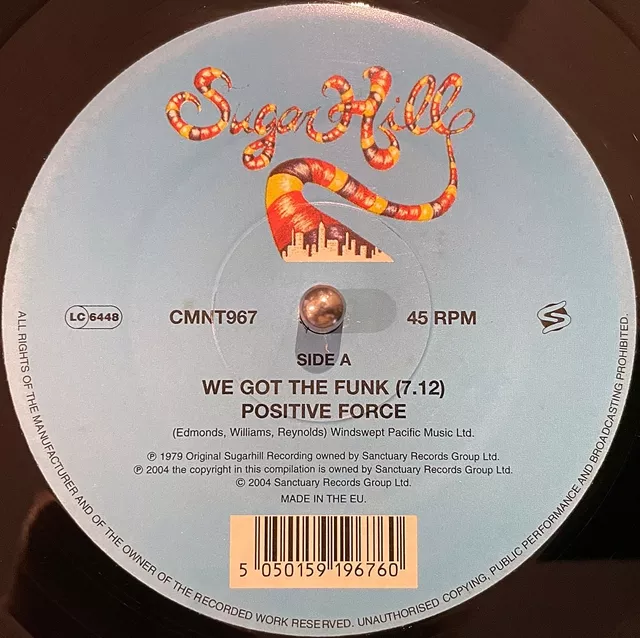 Sugar Hill
LC 6448
CMNT967
45 RPM
SIDE A
WE GOT THE FUNK (7.12)
POSITIVE FORCE
(Edmonds, Williams, Reynolds) Windswept Pacific Music Ltd.
℗ 1979 Original Sugarhill Recording owned by Sanctuary Records Group Ltd.
℗ 2004 the copyright in this compilation is owned by Sanctuary Records Group Ltd.
© 2004 Sanctuary Records Group Ltd.
MADE IN THE EU.
5 050159 196760
ALL RIGHTS OF THE MANUFACTURER AND OF THE OWNER OF THE RECORDED WORK RESERVED. UNAUTHORISED COPYING, PUBLIC PERFORMANCE AND BROADCASTING PROHIBITED.